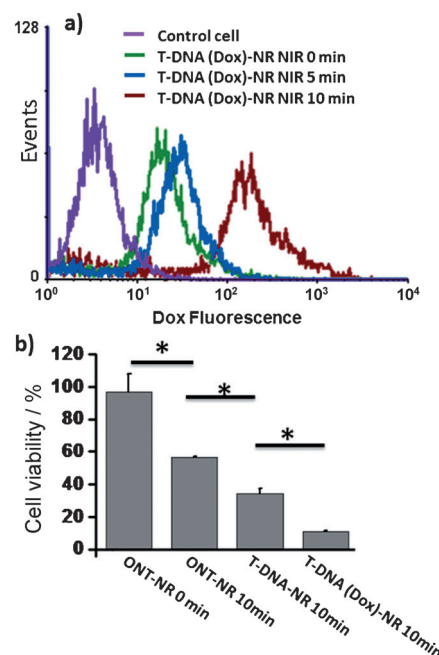 a)
128
Control cell
T-DNA (Dox)-NR NIR 0 min
T-DNA (Dox)-NR NIR 5 min
T-DNA (Dox)-NR NIR 10 min
Events
0
10⁰ 10¹ 10² 10³ 10⁴
Dox Fluorescence
b)
120
100
80
60
40
20
0
Cell viability / %
* * *
ONT-NR 0 min
ONT-NR 10min
T-DNA-NR 10min
T-DNA (Dox)-NR 10min